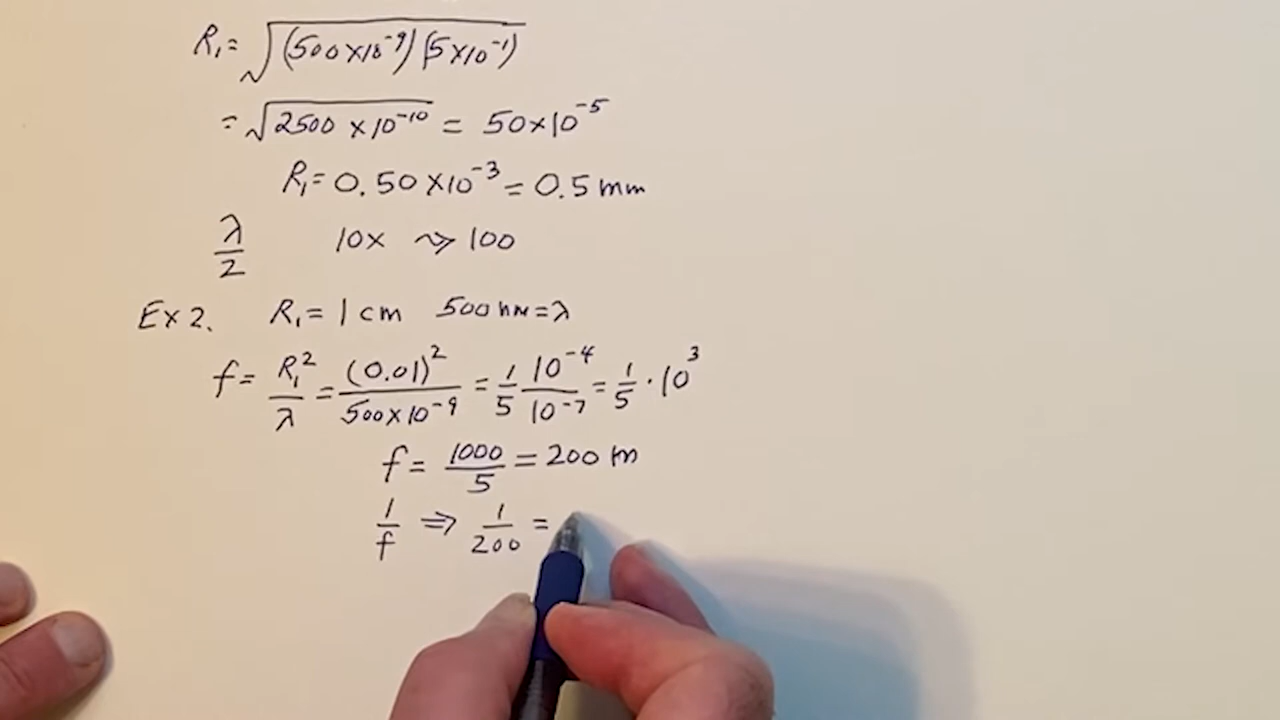 R₁= √(500×10⁻⁹)(5×10⁻¹)
= √2500 ×10⁻¹⁰ = 50×10⁻⁵
R₁= 0.50×10⁻³ = 0.5 mm
λ/2 10x ⇝ 100
Ex 2. R₁= 1 cm 500 nm = λ
f = R₁²/λ = (0.01)²/500×10⁻⁹ = 1/5 10⁻⁴/10⁻⁷ = 1/5 · 10³
f = 1000/5 = 200 m
1/f ⇒ 1/200 =